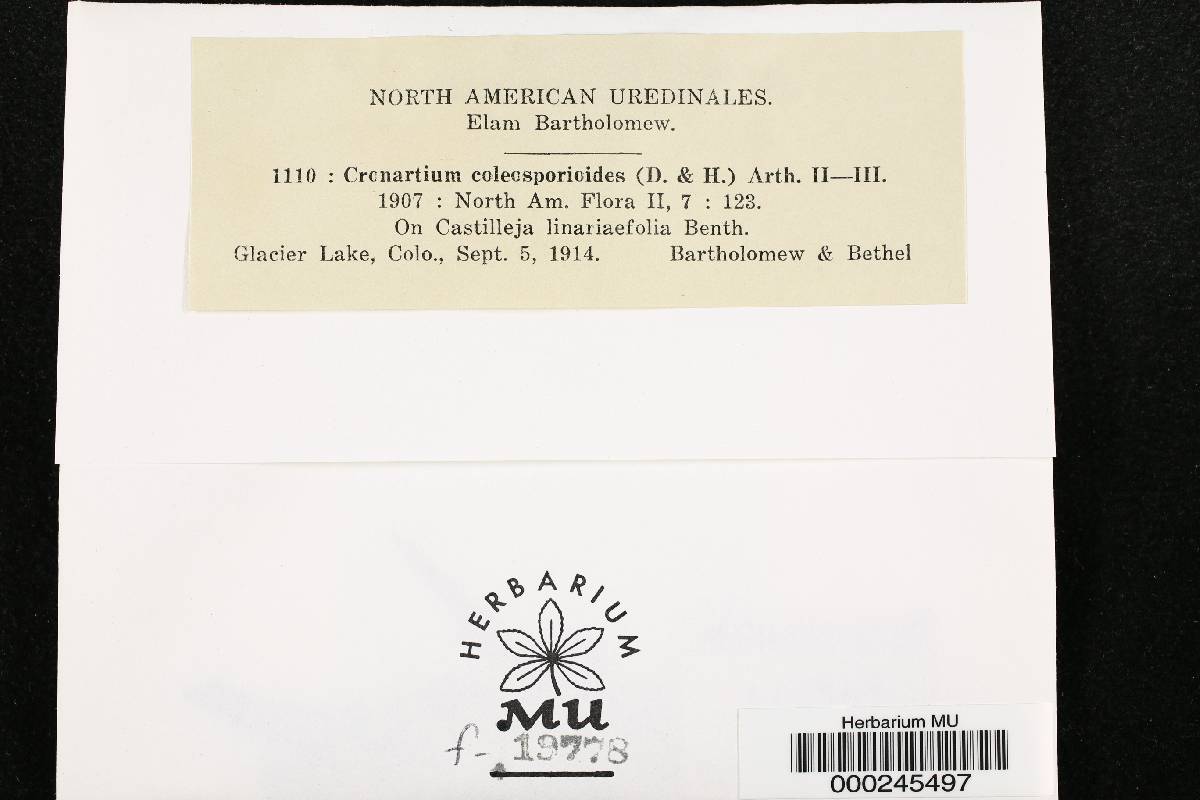 NORTH AMERICAN UREDINALES.
Elam Bartholomew.
1110 : Cronartium coleosporioides (D. & H.) Arth. II—III.
1907 : North Am. Flora II, 7 : 123.
On Castilleja linariaefolia Benth.
Glacier Lake, Colo., Sept. 5, 1914. Bartholomew & Bethel
HERBARIUM
MU
f- 19778
Herbarium MU
000245497